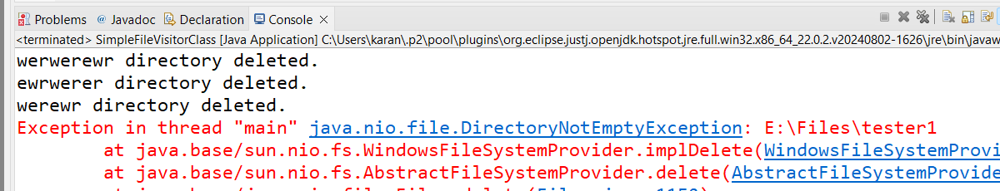 Problems @ Javadoc Declaration Console ×
<terminated> SimpleFileVisitorClass [Java Application] C:\Users\karan\.p2\pool\plugins\org.eclipse.justj.openjdk.hotspot.jre.full.win32.x86_64_22.0.2.v20240802-1626\jre\bin\javaw
werwerewr directory deleted.
ewrwerer directory deleted.
werewr directory deleted.
Exception in thread "main" java.nio.file.DirectoryNotEmptyException: E:\Files\tester1
at java.base/sun.nio.fs.WindowsFileSystemProvider.implDelete(WindowsFileSystemProvi
at java.base/sun.nio.fs.AbstractFileSystemProvider.delete(AbstractFileSystemProvide